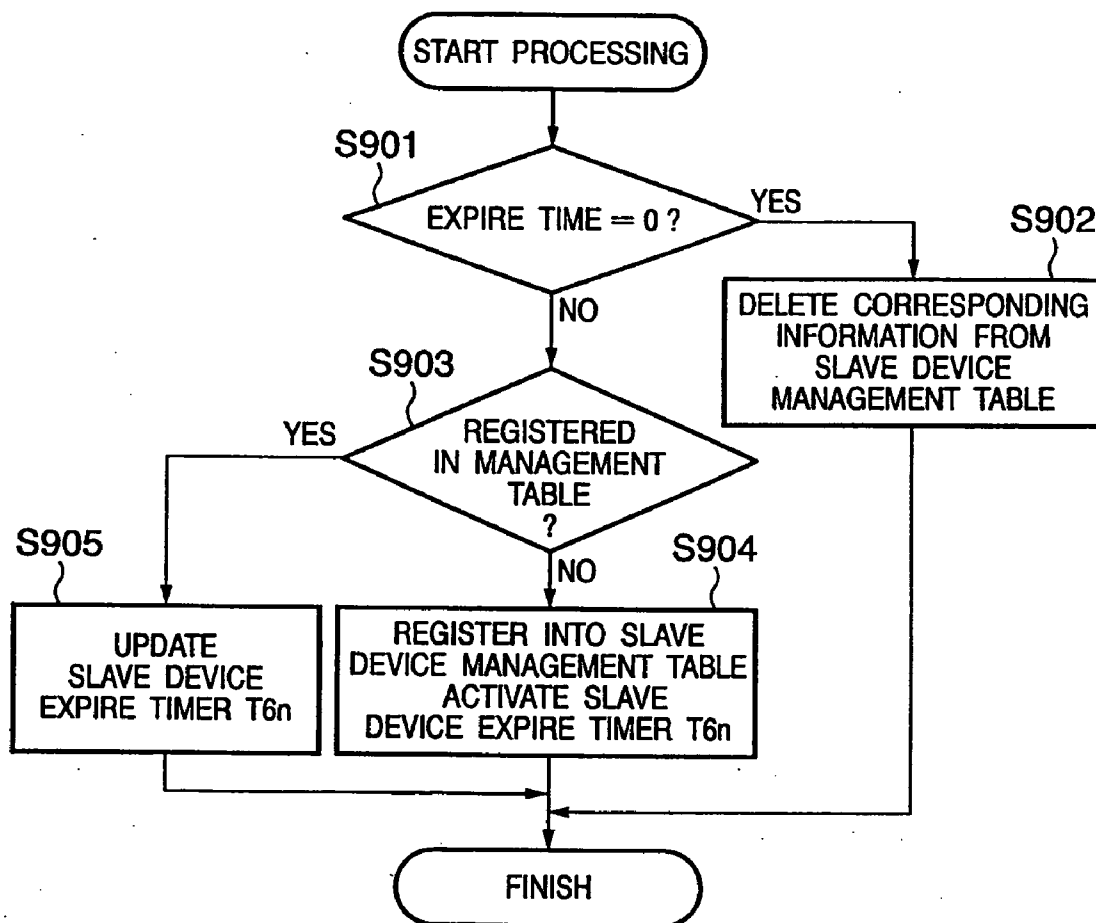 START PROCESSING
S901
EXPIRE TIME = 0 ?
YES
S902
DELETE CORRESPONDING
INFORMATION FROM
SLAVE DEVICE
MANAGEMENT TABLE
NO
S903
YES
REGISTERED
IN MANAGEMENT
TABLE
?
S905
NO
S904
UPDATE
SLAVE DEVICE
EXPIRE TIMER T6n
REGISTER INTO SLAVE
DEVICE MANAGEMENT TABLE
ACTIVATE SLAVE
DEVICE EXPIRE TIMER T6n
FINISH